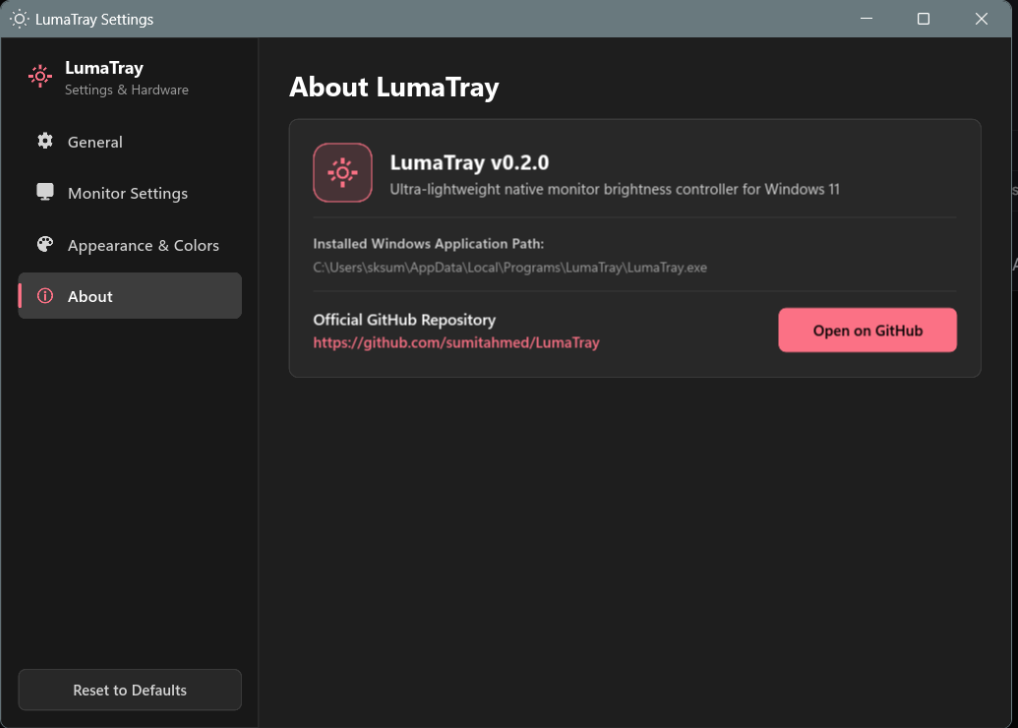 LumaTray Settings
LumaTray
Settings & Hardware
General
Monitor Settings
Appearance & Colors
About
Reset to Defaults
About LumaTray
LumaTray v0.2.0
Ultra-lightweight native monitor brightness controller for Windows 11
Installed Windows Application Path:
C:\Users\sksum\AppData\Local\Programs\LumaTray\LumaTray.exe
Official GitHub Repository
https://github.com/sumitahmed/LumaTray
Open on GitHub